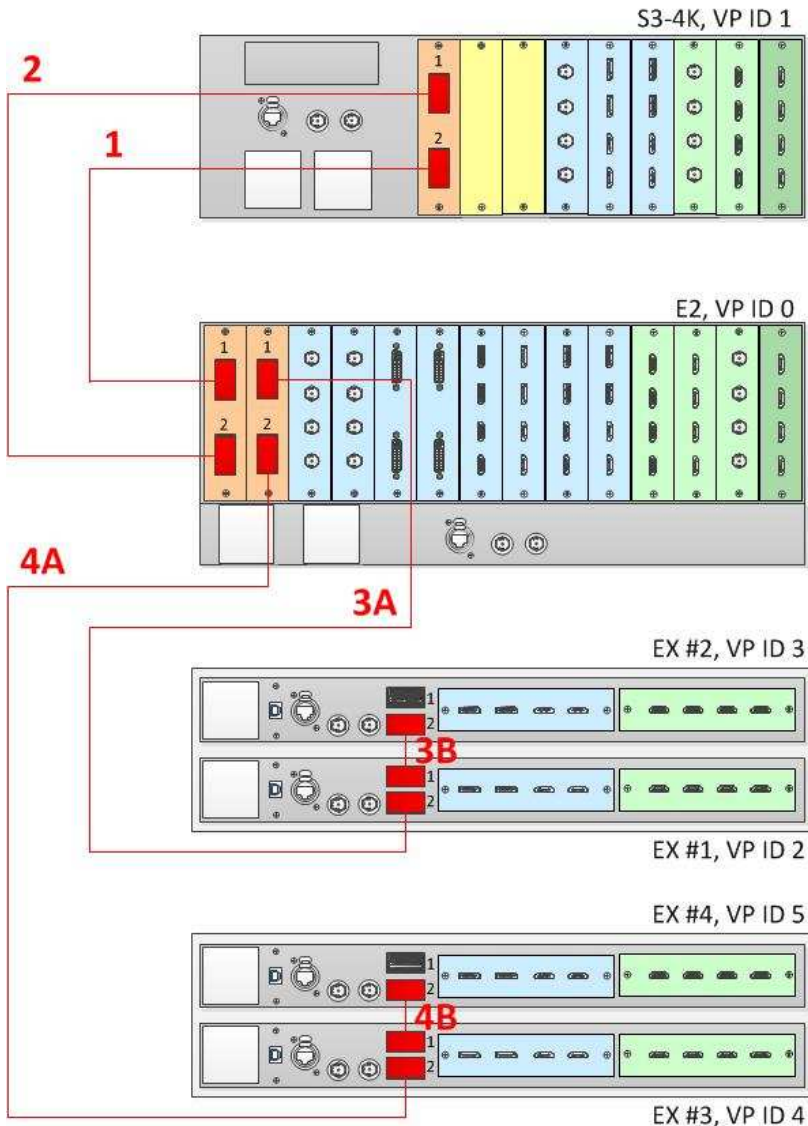 S3-4K, VP ID 1
2
1
1
2
E2, VP ID 0
1 1
2 2
4A
3A
EX #2, VP ID 3
1
2
3B
1
2
EX #1, VP ID 2
EX #4, VP ID 5
1
2
4B
1
2
EX #3, VP ID 4